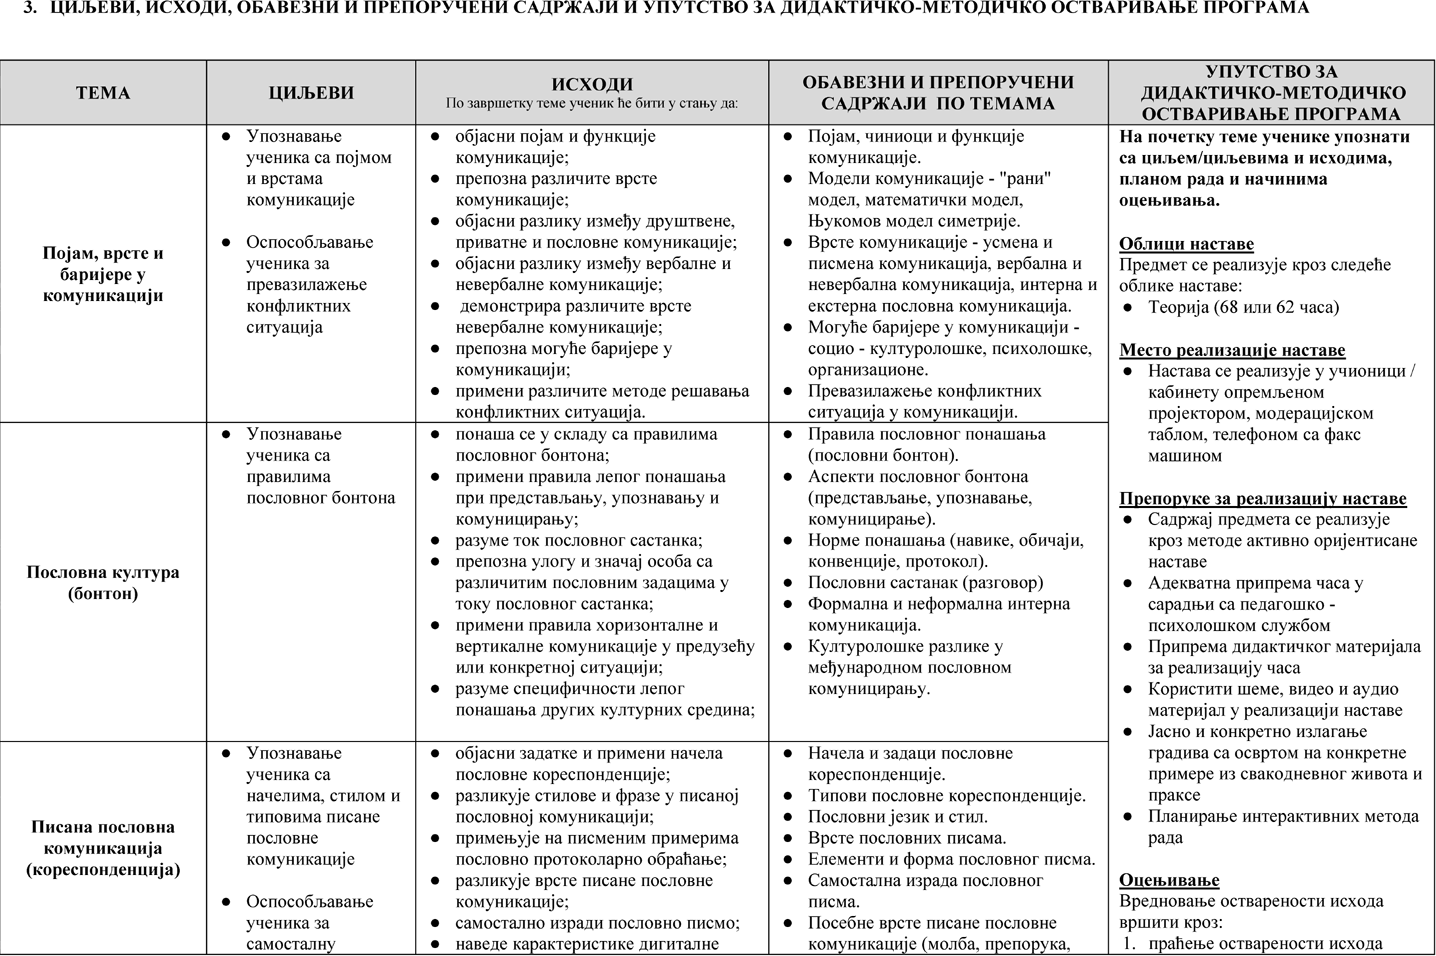 3. ЦИЉЕВИ, ИСХОДИ, ОБАВЕЗНИ И ПРЕПОРУЧЕНИ САДРЖАЈИ И УПУТСТВО ЗА ДИДАКТИЧКО-МЕТОДИЧКО ОСТВАРИВАЊЕ ПРОГРАМА
ТЕМА
ЦИЉЕВИ
ИСХОДИ
По завршетку теме ученик ће бити у стању да:
ОБАВЕЗНИ И ПРЕПОРУЧЕНИ
САДРЖАЈИ ПО ТЕМАМА
УПУТСТВО ЗА
ДИДАКТИЧКО-МЕТОДИЧКО
ОСТВАРИВАЊЕ ПРОГРАМА
Појам, врсте и
баријере у
комуникацији
● Упознавање
ученика са појмом
и врстама
комуникације
● Оспособљавање
ученика за
превазилажење
конфликтних
ситуација
● објасни појам и функције
комуникације;
● препозна различите врсте
комуникације;
● објасни разлику између друштвене,
приватне и пословне комуникације;
● објасни разлику између вербалне и
невербалне комуникације;
● демонстрира различите врсте
невербалне комуникације;
● препозна могуће баријере у
комуникацији;
● примени различите методе решавања
конфликтних ситуација.
● Појам, чиниоци и функције
комуникације.
● Модели комуникације - "рани"
модел, математички модел,
Њукомов модел симетрије.
● Врсте комуникације - усмена и
писмена комуникација, вербална и
невербална комуникација, интерна и
екстерна пословна комуникација.
● Могуће баријере у комуникацији -
социо - културолошке, психолошке,
организационе.
● Превазилажење конфликтних
ситуација у комуникацији.
Пословна култура
(бонтон)
● Упознавање
ученика са
правилима
пословног бонтона
● понаша се у складу са правилима
пословног бонтона;
● примени правила лепог понашања
при представљању, упознавању и
комуницирању;
● разуме ток пословног састанка;
● препозна улогу и значај особа са
различитим пословним задацима у
току пословног састанка;
● примени правила хоризонталне и
вертикалне комуникације у предузећу
или конкретној ситуацији;
● разуме специфичности лепог
понашања других културних средина;
● Правила пословног понашања
(пословни бонтон).
● Аспекти пословног бонтона
(представљање, упознавање,
комуницирање).
● Норме понашања (навике, обичаји,
конвенције, протокол).
● Пословни састанак (разговор)
● Формална и неформална интерна
комуникација.
● Културолошке разлике у
међународном пословном
комуницирању.
Писана пословна
комуникација
(кореспонденција)
● Упознавање
ученика са
начелима, стилом и
типовима писане
пословне
комуникације
● Оспособљавање
ученика за
самосталну
● објасни задатке и примени начела
пословне кореспонденције;
● разликује стилове и фразе у писаној
пословној комуникацији;
● примењује на писменим примерима
пословно протоколарно обраћање;
● разликује врсте писане пословне
комуникације;
● самостално изради пословно писмо;
● наведе карактеристике дигиталне
● Начела и задаци пословне
кореспонденције.
● Типови пословне кореспонденције.
● Пословни језик и стил.
● Врсте пословних писама.
● Елементи и форма пословног писма.
● Самостална израда пословног
писма.
● Посебне врсте писане пословне
комуникације (молба, препорука,
На почетку теме ученике упознати
са циљем/циљевима и исходима,
планом рада и начинима
оцењивања.
Облици наставе
Предмет се реализује кроз следеће
облике наставе:
● Теорија (68 или 62 часа)
Место реализације наставе
● Настава се реализује у учионици /
кабинету опремљеном
пројектором, модерацијском
таблом, телефоном са факс
машином
Препоруке за реализацију наставе
● Садржај предмета се реализује
кроз методе активно оријентисане
наставе
● Адекватна припрема часа у
сарадњи са педагошко -
психолошком службом
● Припрема дидактичког материјала
за реализацију часа
● Користити шеме, видео и аудио
материјал у реализацији наставе
● Јасно и конкретно излагање
градива са освртом на конкретне
примере из свакодневног живота и
праксе
● Планирање интерактивних метода
рада
Оцењивање
Вредновање остварености исхода
вршити кроз:
1. праћење остварености исхода